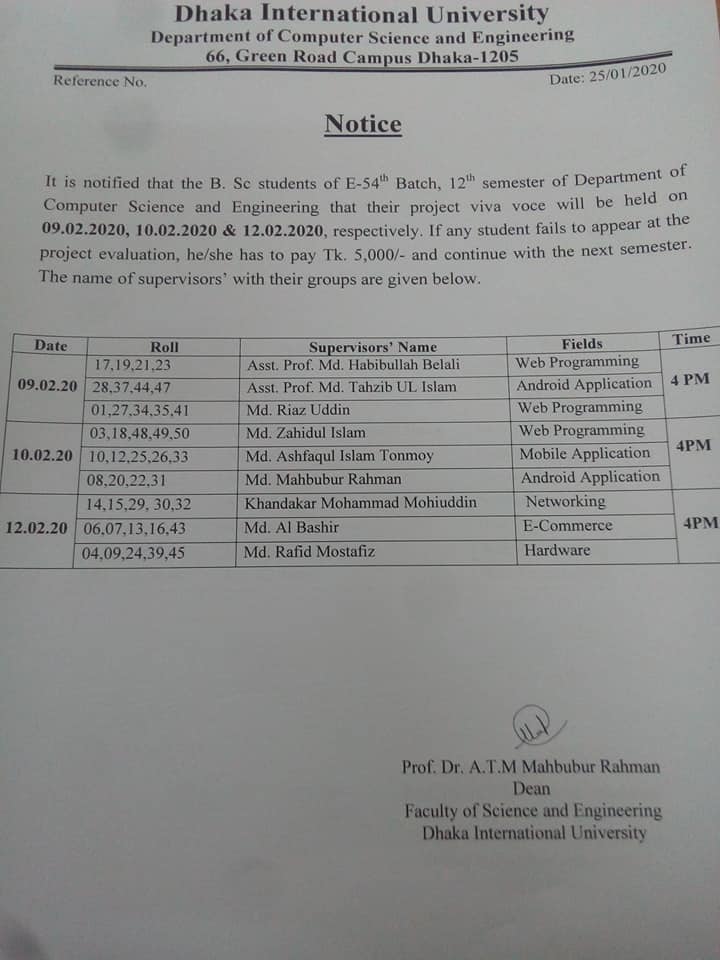 Dhaka International University
Department of Computer Science and Engineering
66, Green Road Campus Dhaka-1205
Reference No. Date: 25/01/2020
Notice
It is notified that the B. Sc students of E-54th Batch, 12th semester of Department of
Computer Science and Engineering that their project viva voce will be held on
09.02.2020, 10.02.2020 & 12.02.2020, respectively. If any student fails to appear at the
project evaluation, he/she has to pay Tk. 5,000/- and continue with the next semester.
The name of supervisors' with their groups are given below.
Date Roll Supervisors' Name Fields Time
17,19,21,23 Asst. Prof. Md. Habibullah Belali Web Programming
09.02.20 28,37,44,47 Asst. Prof. Md. Tahzib UL Islam Android Application 4 PM
01,27,34,35,41 Md. Riaz Uddin Web Programming
03,18,48,49,50 Md. Zahidul Islam Web Programming
10.02.20 10,12,25,26,33 Md. Ashfaqul Islam Tonmoy Mobile Application 4PM
08,20,22,31 Md. Mahbubur Rahman Android Application
14,15,29, 30,32 Khandakar Mohammad Mohiuddin Networking
12.02.20 06,07,13,16,43 Md. Al Bashir E-Commerce 4PM
04,09,24,39,45 Md. Rafid Mostafiz Hardware
Prof. Dr. A.T.M Mahbubur Rahman
Dean
Faculty of Science and Engineering
Dhaka International University